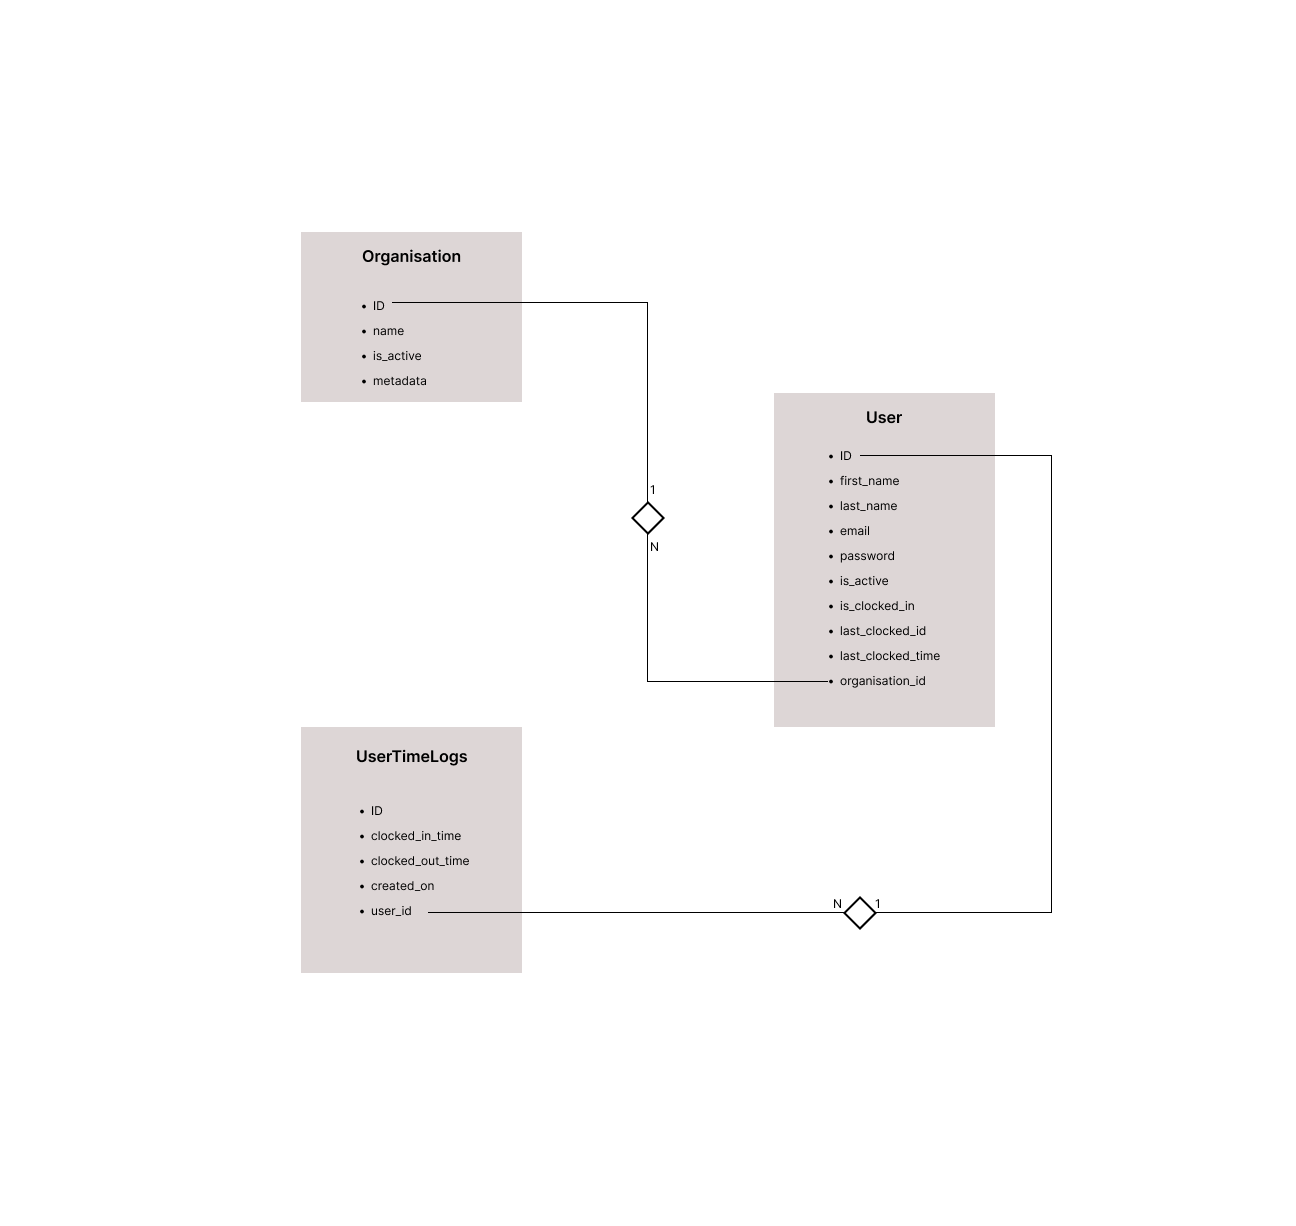 Organisation
• ID
• name
• is_active
• metadata
1
N
User
• ID
• first_name
• last_name
• email
• password
• is_active
• is_clocked_in
• last_clocked_id
• last_clocked_time
• organisation_id
UserTimeLogs
• ID
• clocked_in_time
• clocked_out_time
• created_on
• user_id
N 1